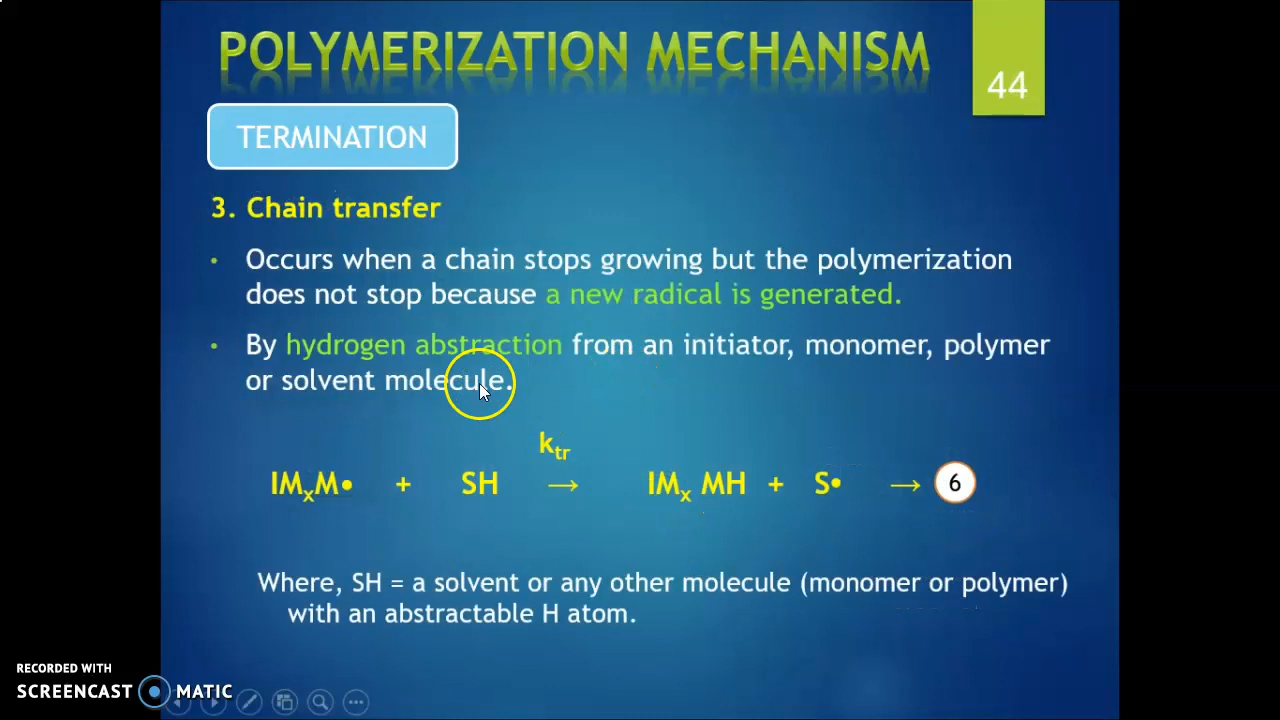 POLYMERIZATION MECHANISM
44
TERMINATION
3. Chain transfer
• Occurs when a chain stops growing but the polymerization
does not stop because a new radical is generated.
• By hydrogen abstraction from an initiator, monomer, polymer
or solvent molecule.
k_tr
IMₓM• + SH → IMₓ MH + S• → 6
Where, SH = a solvent or any other molecule (monomer or polymer)
with an abstractable H atom.
RECORDED WITH
SCREENCAST MATIC